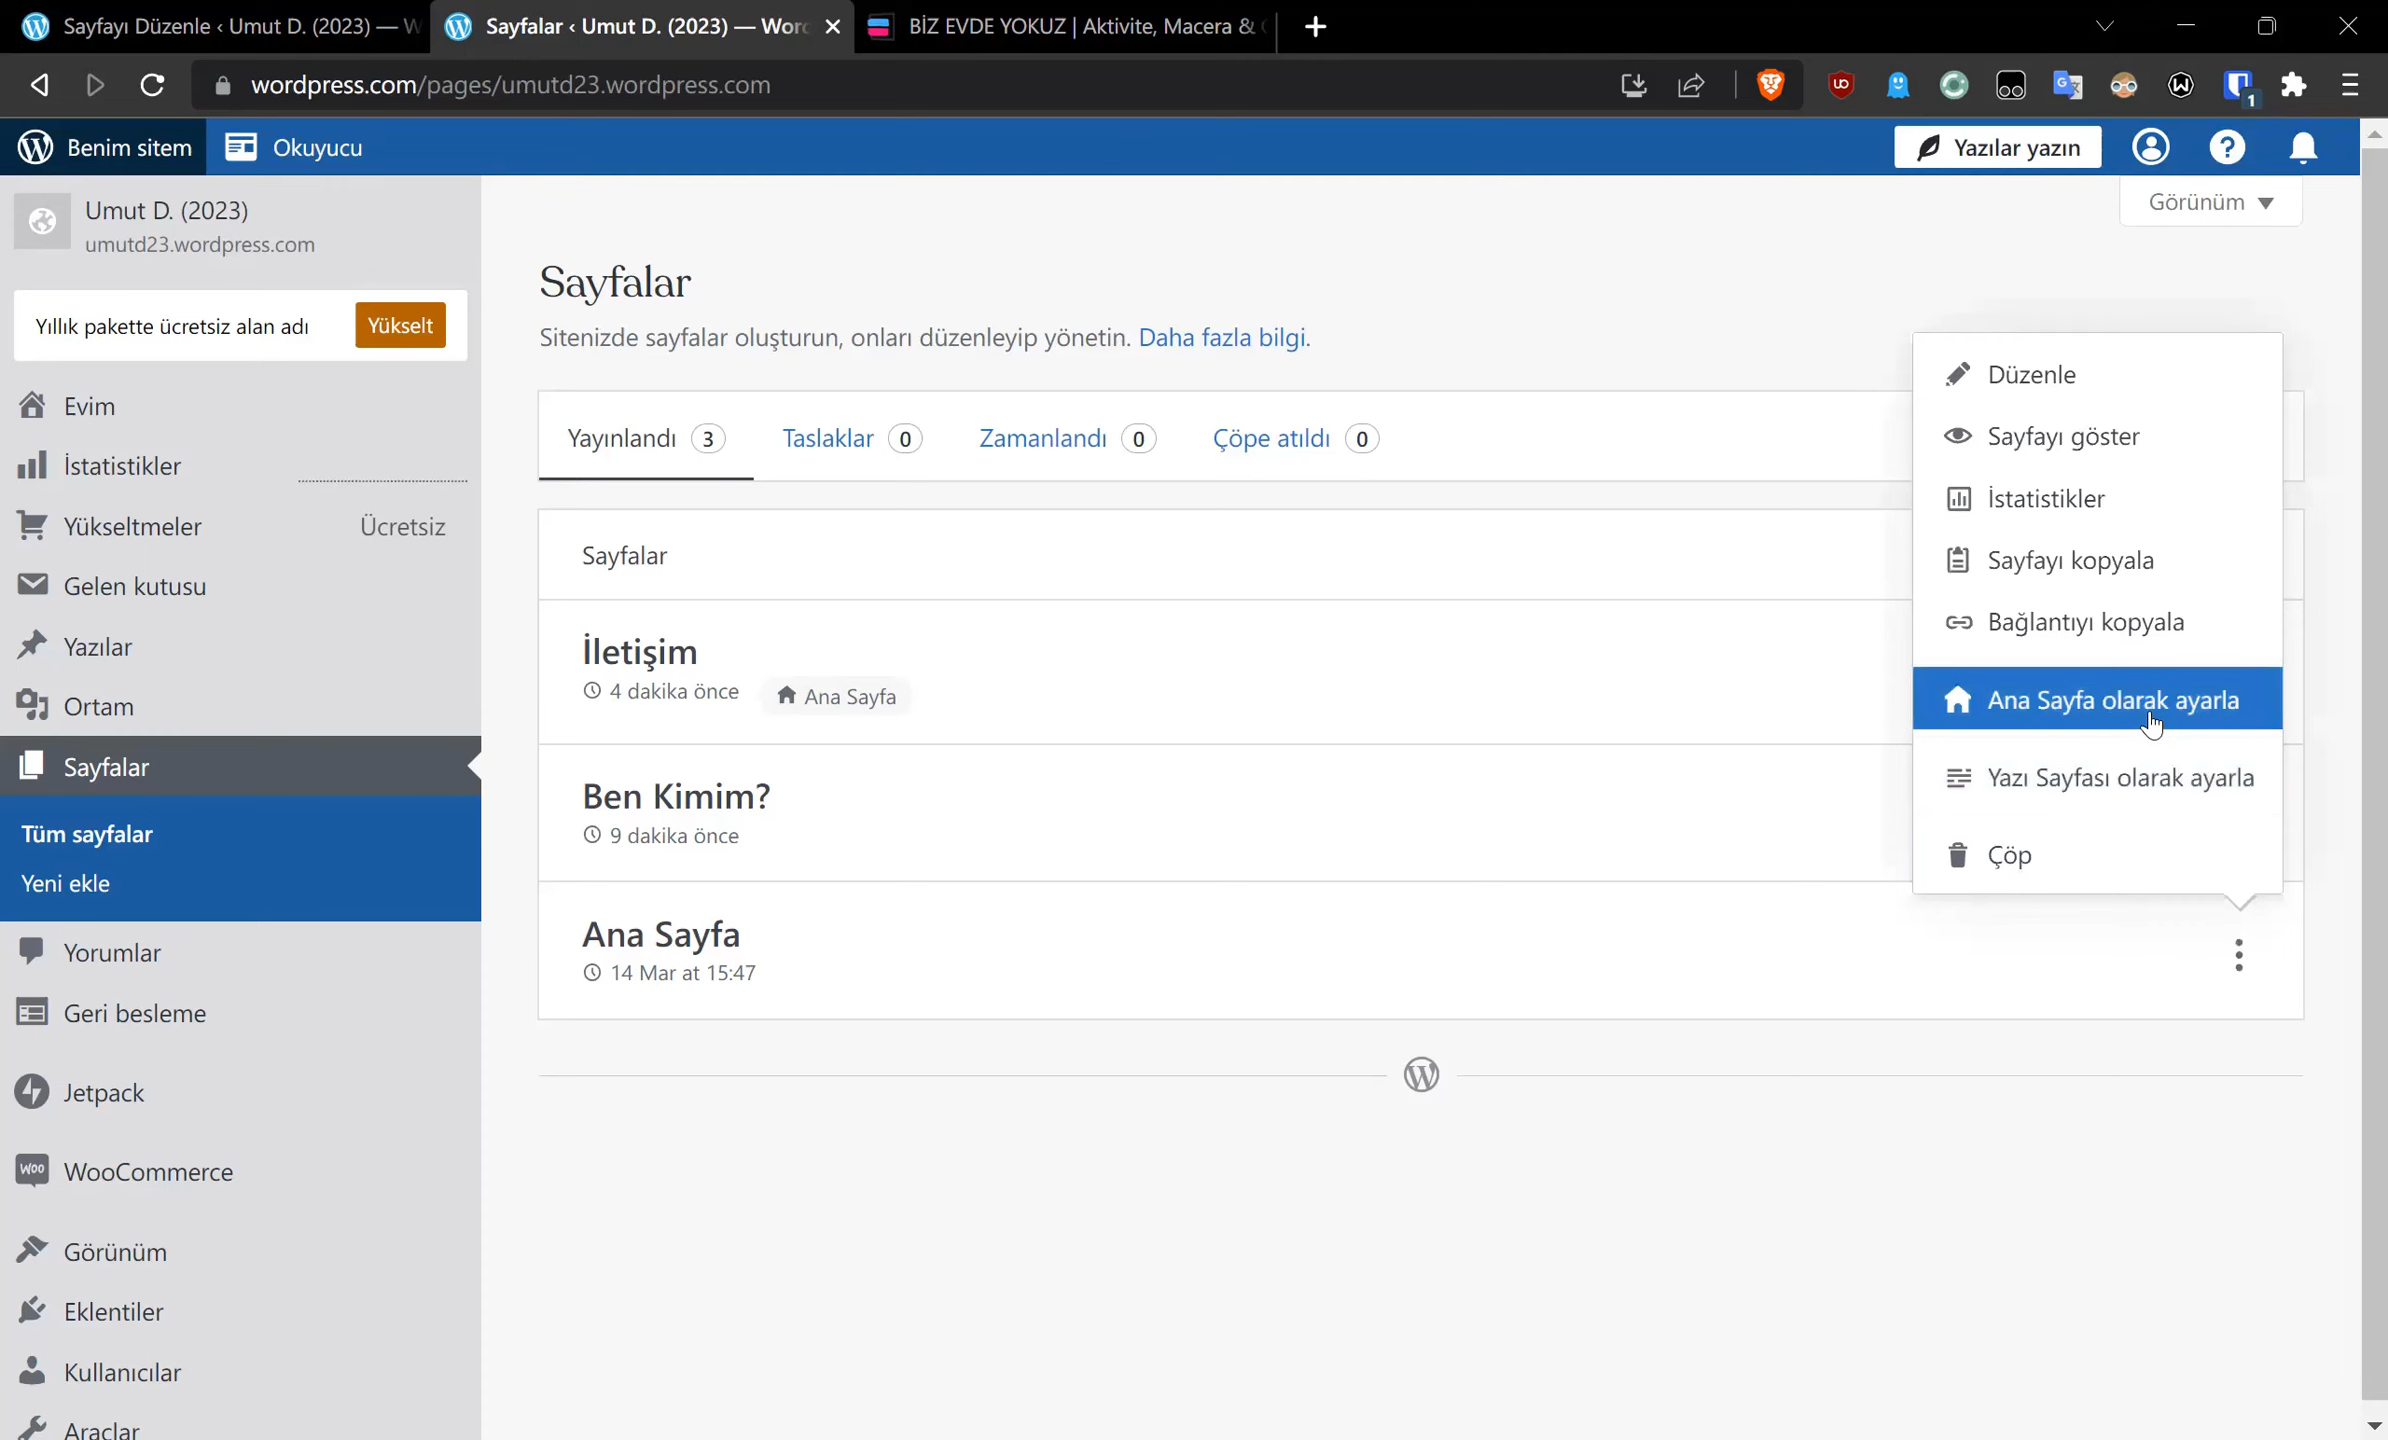 Sayfayı Düzenle ‹ Umut D. (2023) — W
Sayfalar ‹ Umut D. (2023) — Wor
BİZ EVDE YOKUZ | Aktivite, Macera &
wordpress.com/pages/umutd23.wordpress.com
1
Benim sitem
Okuyucu
Yazılar yazın
Umut D. (2023)
umutd23.wordpress.com
Yıllık pakette ücretsiz alan adı
Yükselt
Evim
İstatistikler
Yükseltmeler
Ücretsiz
Gelen kutusu
Yazılar
Ortam
Sayfalar
Tüm sayfalar
Yeni ekle
Yorumlar
Geri besleme
Jetpack
WooCommerce
Görünüm
Eklentiler
Kullanıcılar
Araçlar
Görünüm
Sayfalar
Sitenizde sayfalar oluşturun, onları düzenleyip yönetin. Daha fazla bilgi.
Yayınlandı 3
Taslaklar 0
Zamanlandı 0
Çöpe atıldı 0
Sayfalar
İletişim
4 dakika önce
Ana Sayfa
Ben Kimim?
9 dakika önce
Ana Sayfa
14 Mar at 15:47
Düzenle
Sayfayı göster
İstatistikler
Sayfayı kopyala
Bağlantıyı kopyala
Ana Sayfa olarak ayarla
Yazı Sayfası olarak ayarla
Çöp